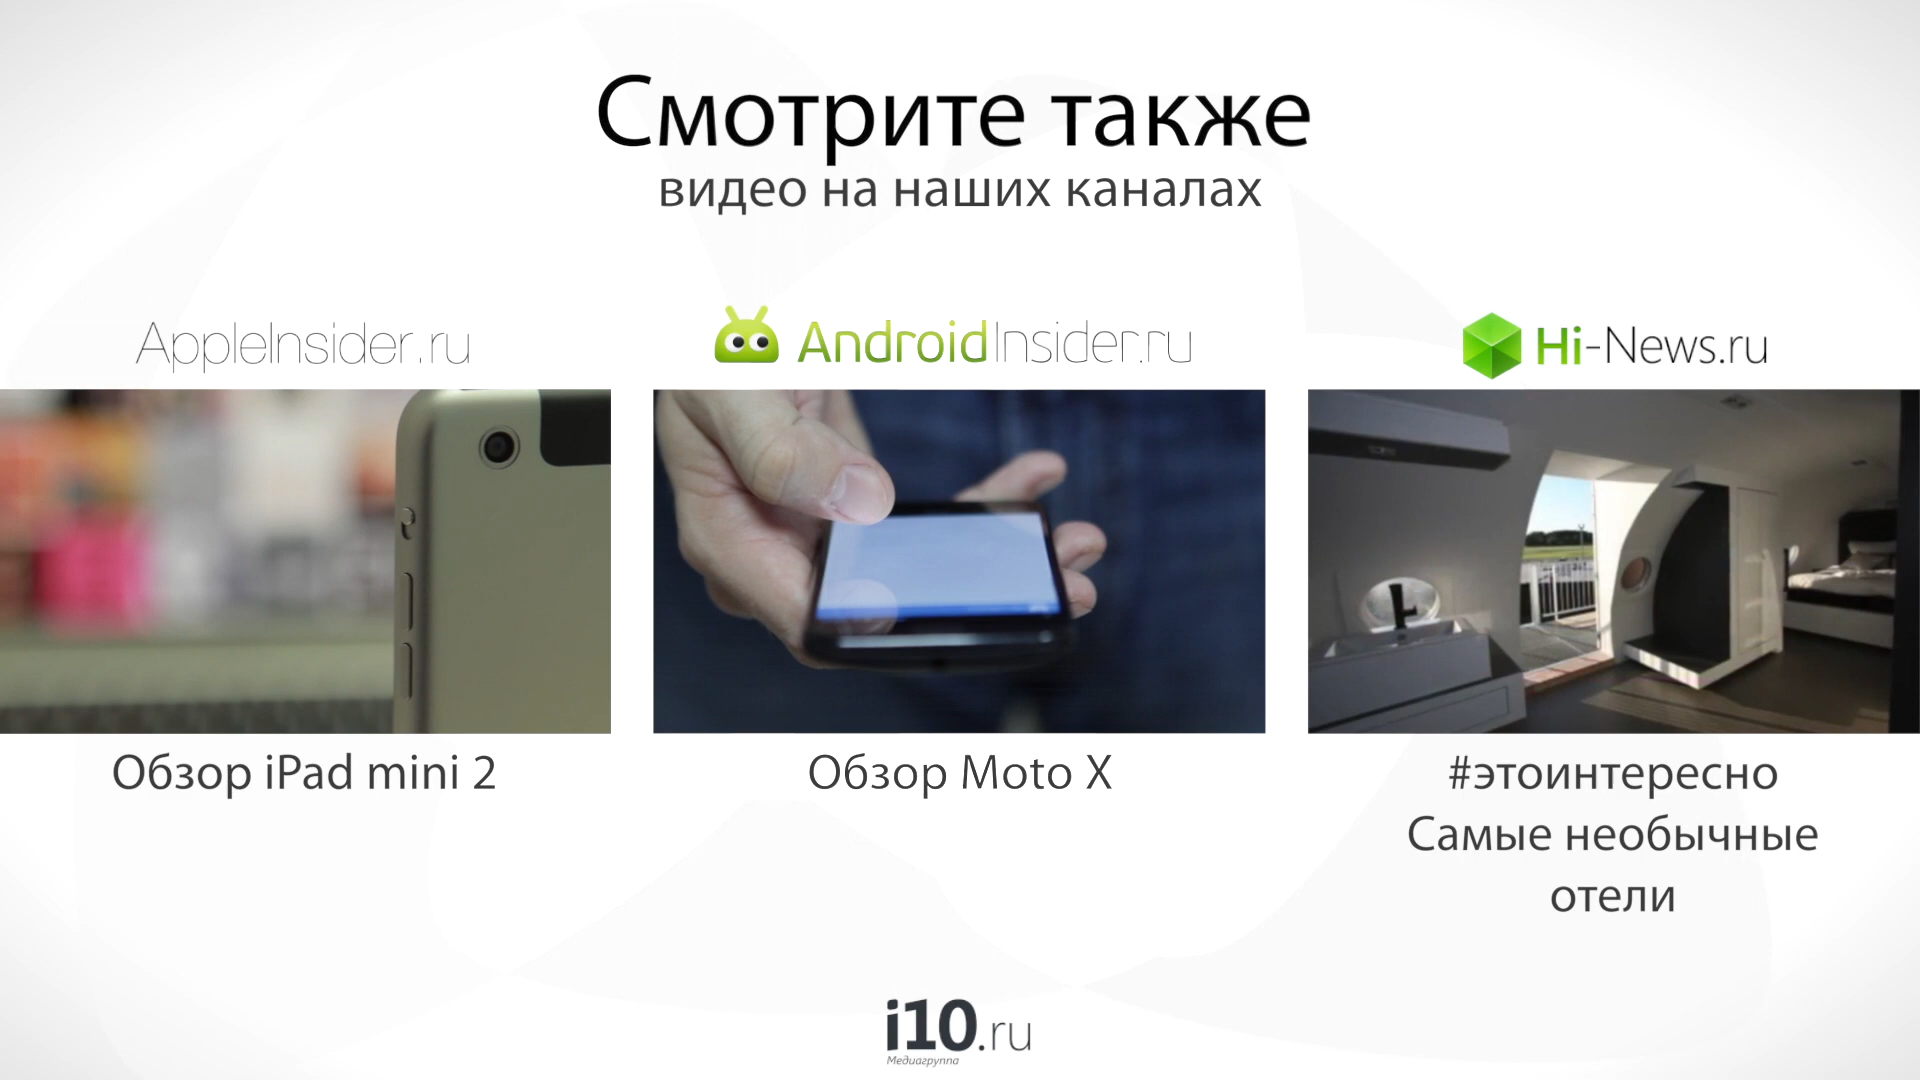 Смотрите также
видео на наших каналах
AppleInsider.ru
AndroidInsider.ru
Hi-News.ru
Обзор iPad mini 2
Обзор Moto X
#этоинтересно
Самые необычные
отели
i10.ru
Медиагруппа